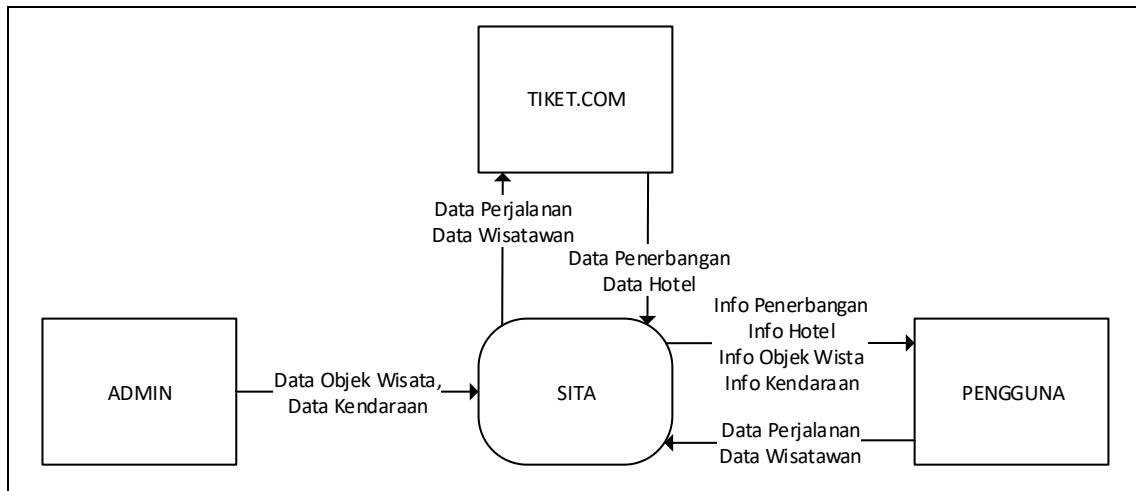 TIKET.COM
Data Perjalanan
Data Wisatawan
Data Penerbangan
Data Hotel
Info Penerbangan
Info Hotel
Info Objek Wista
Info Kendaraan
ADMIN
Data Objek Wisata,
Data Kendaraan
SITA
PENGGUNA
Data Perjalanan
Data Wisatawan